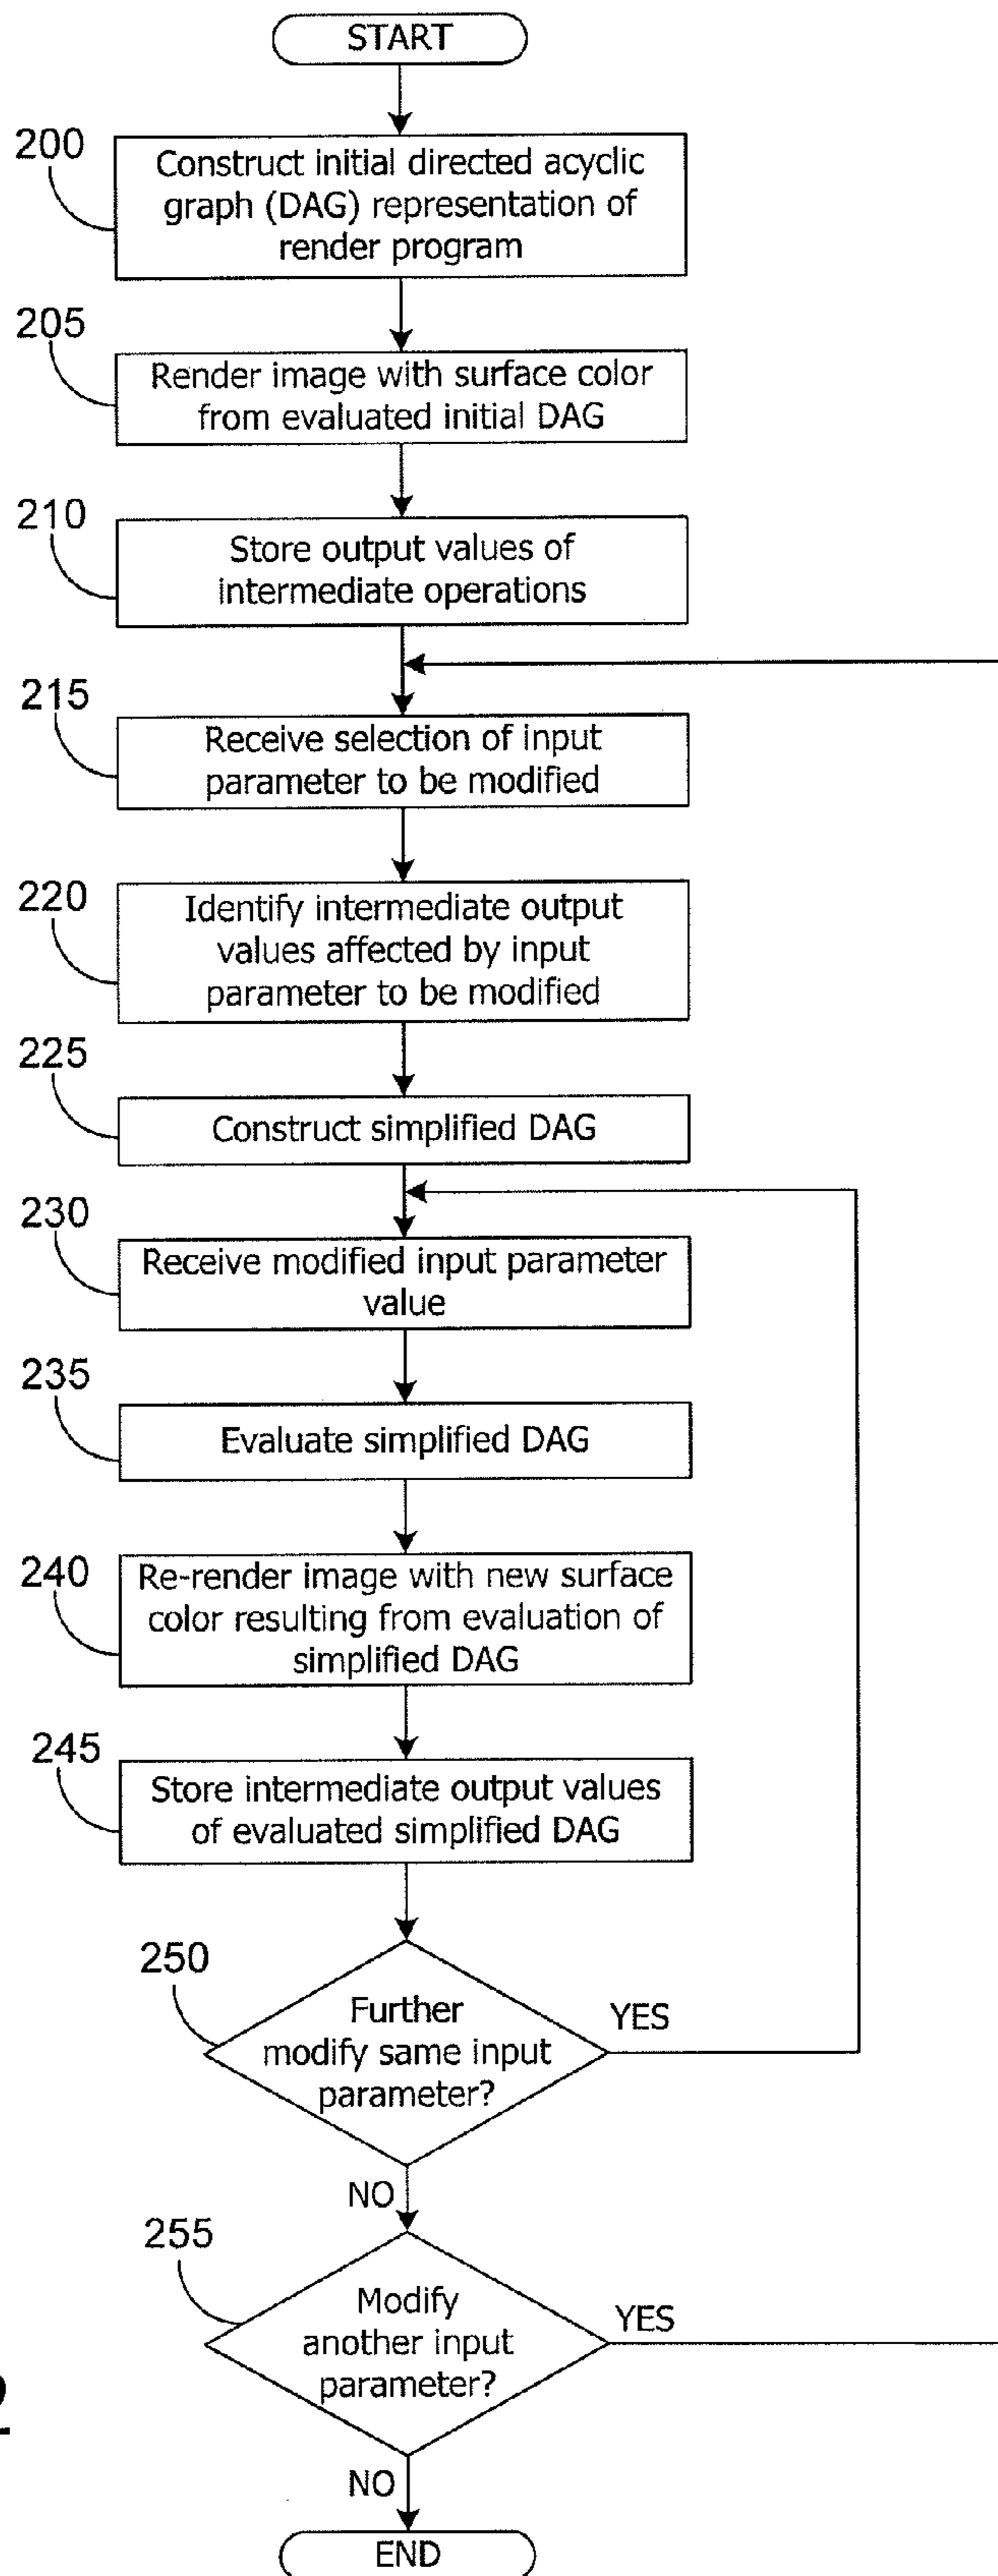 START
200
Construct initial directed acyclic
graph (DAG) representation of
render program
205
Render image with surface color
from evaluated initial DAG
210
Store output values of
intermediate operations
215
Receive selection of input
parameter to be modified
220
Identify intermediate output
values affected by input
parameter to be modified
225
Construct simplified DAG
230
Receive modified input parameter
value
235
Evaluate simplified DAG
240
Re-render image with new surface
color resulting from evaluation of
simplified DAG
245
Store intermediate output values
of evaluated simplified DAG
250
Further
modify same input
parameter?
YES
NO
255
Modify
another input
parameter?
YES
NO
END